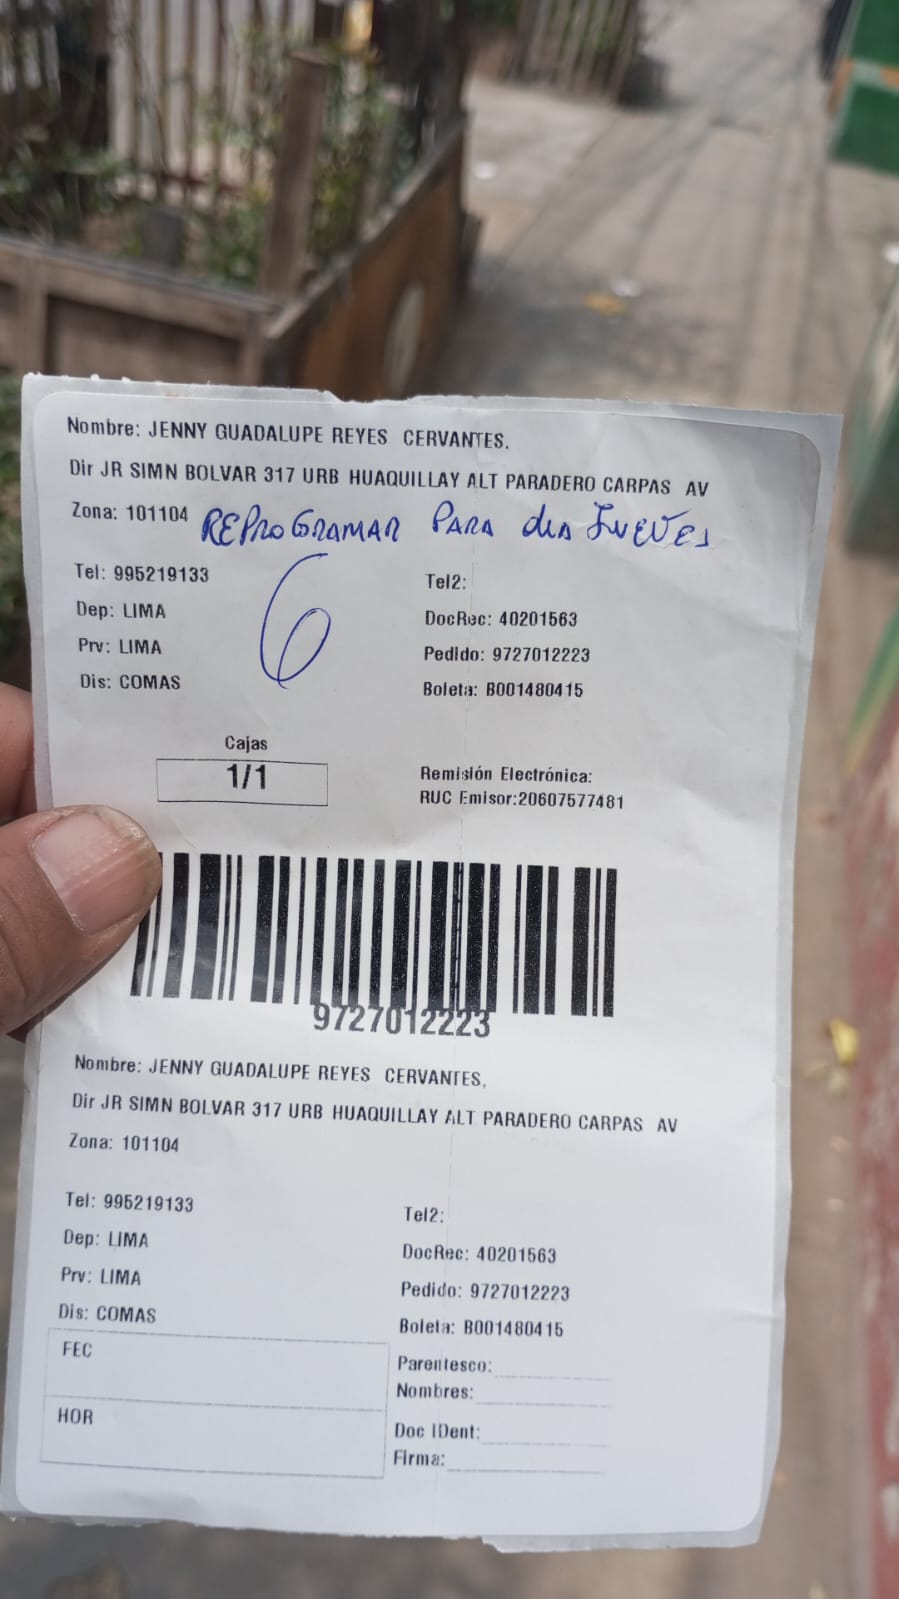 Nombre: JENNY GUADALUPE REYES CERVANTES,
Dir JR SIMN BOLVAR 317 URB HUAQUILLAY ALT PARADERO CARPAS AV
Zona: 101104 REPROGRAMAR PARA dia JUEVES
6
Tel: 995219133 Tel2:
Dep: LIMA DocRec: 40201563
Prv: LIMA Pedido: 9727012223
Dis: COMAS Boleta: B001480415
Cajas
1/1
Remisión Electrónica:
RUC Emisor:20607577481
9727012223
Nombre: JENNY GUADALUPE REYES CERVANTES,
Dir JR SIMN BOLVAR 317 URB HUAQUILLAY ALT PARADERO CARPAS AV
Zona: 101104
Tel: 995219133 Tel2:
Dep: LIMA DocRec: 40201563
Prv: LIMA Pedido: 9727012223
Dis: COMAS Boleta: B001480415
FEC
HOR
Parentesco:
Nombres:
Doc IDent:
Firma: